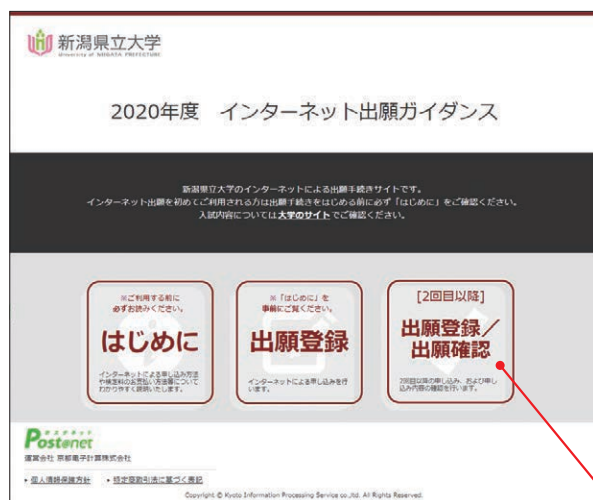 新潟県立大学
University of NIIGATA PREFECTURE
2020年度 インターネット出願ガイダンス
新潟県立大学のインターネットによる出願手続きサイトです。
インターネット出願を初めてご利用される方は出願手続きをはじめる前に必ず「はじめに」をご確認ください。
入試内容については大学のサイトでご確認ください。
※ご利用する前に
必ずお読みください。
はじめに
インターネットによる申し込み方法
や検定料のお支払い方法等について
わかりやすく説明いたします。
※「はじめに」を
事前にご覧ください。
出願登録
インターネットによる申し込みを行
います。
[2回目以降]
出願登録／
出願確認
2回目以降の申し込み、および申し
込み内容の確認を行います。
ポスタネット
Postanet
運営会社 京都電子計算株式会社
・個人情報保護方針 ・特定商取引法に基づく表記
Copyright © Kyoto Information Processing Service co.,ltd. All Rights Reserved.